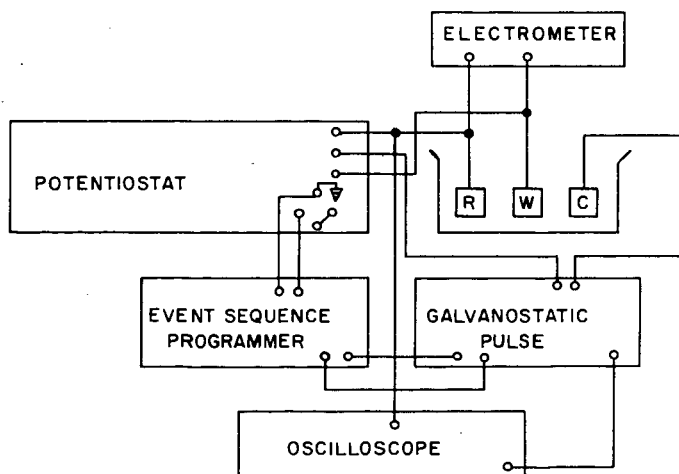 ELECTROMETER
POTENTIOSTAT
R
W
C
EVENT SEQUENCE
PROGRAMMER
GALVANOSTATIC
PULSE
OSCILLOSCOPE